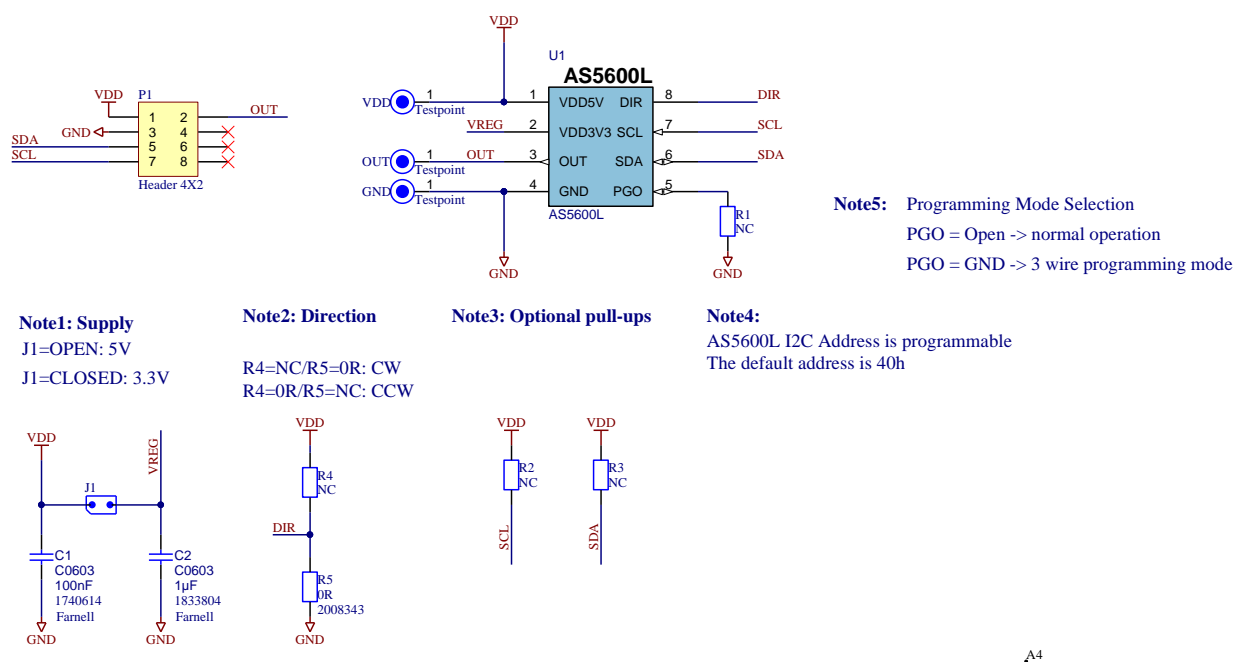 VDD
U1
AS5600L
VDD P1
1 2 OUT
GND 3 4
SDA 5 6
SCL 7 8
Header 4X2
VDD 1 Testpoint 1 VDD5V DIR 8 DIR
VREG 2 VDD3V3 SCL 7 SCL
OUT 1 Testpoint OUT 3 OUT SDA 6 SDA
GND 1 Testpoint 4 GND PGO 5
AS5600L
R1
NC
GND
GND
Note5: Programming Mode Selection
PGO = Open -> normal operation
PGO = GND -> 3 wire programming mode
Note1: Supply
J1=OPEN: 5V
J1=CLOSED: 3.3V
Note2: Direction
R4=NC/R5=0R: CW
R4=0R/R5=NC: CCW
Note3: Optional pull-ups
Note4:
AS5600L I2C Address is programmable
The default address is 40h
VDD
VREG
J1
C1
C0603
100nF
1740614
Farnell
GND
C2
C0603
1µF
1833804
Farnell
GND
VDD
R4
NC
DIR
R5
0R
2008343
GND
VDD
R2
NC
SCL
VDD
R3
NC
SDA
A4